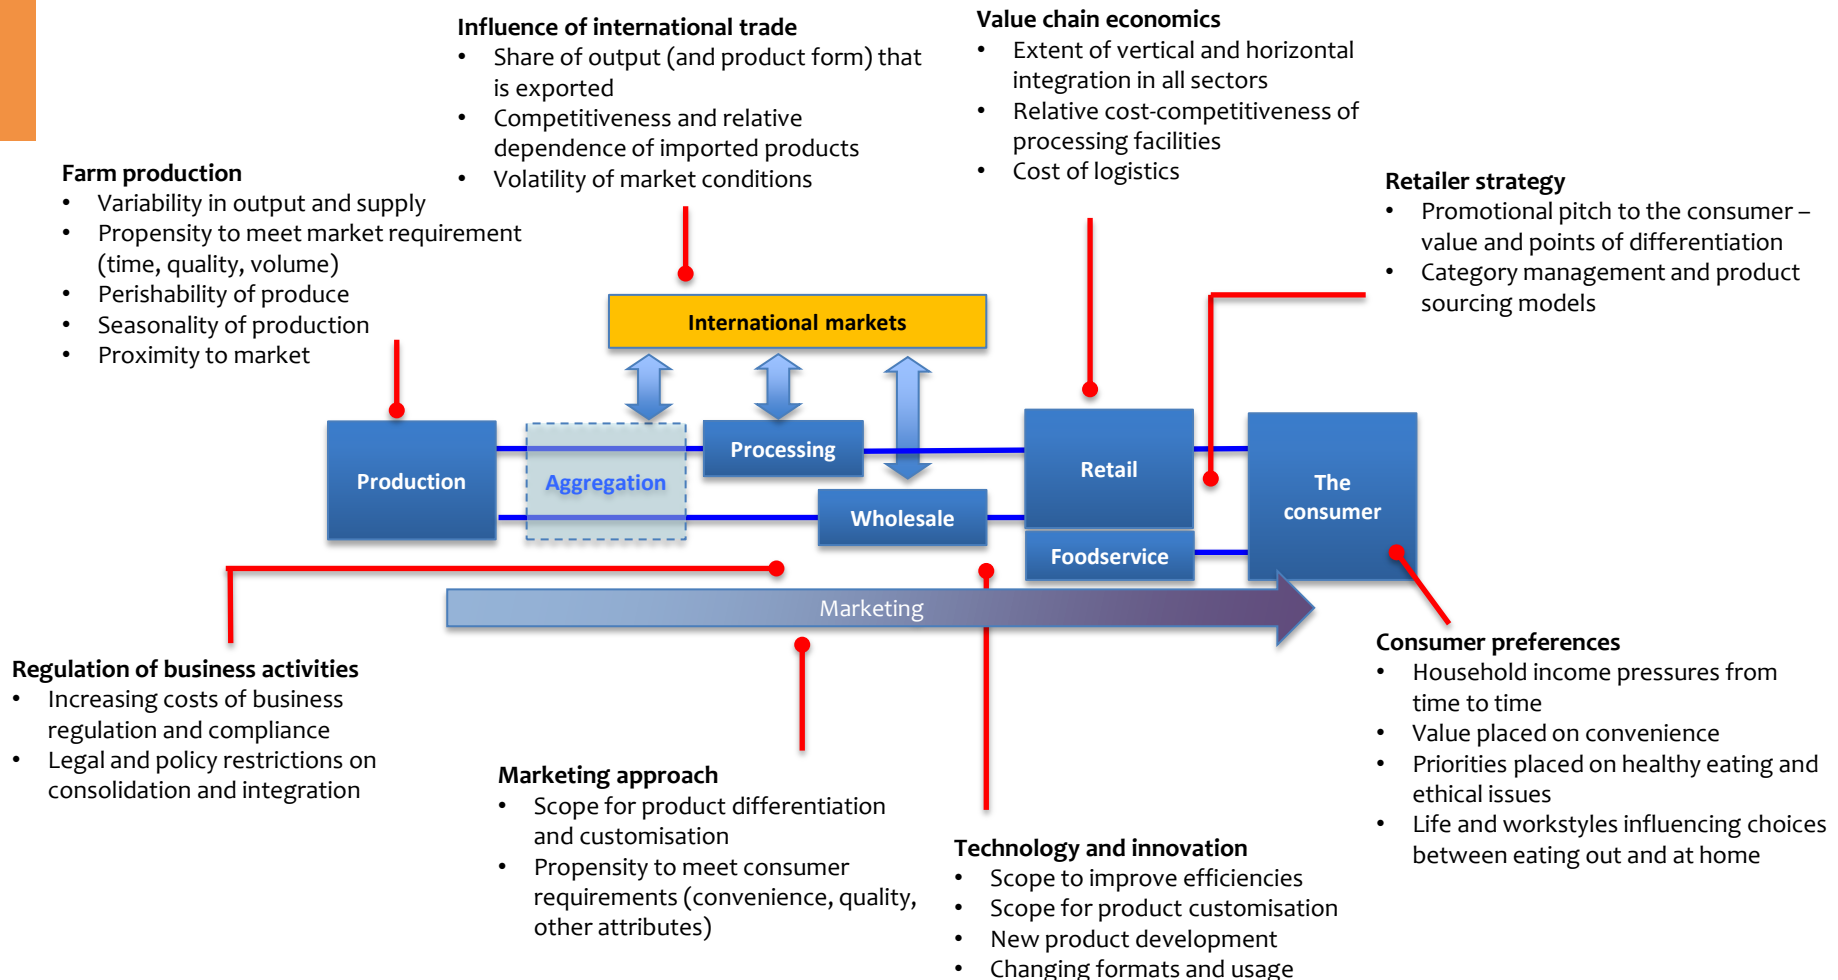 Influence of international trade
• Share of output (and product form) that
is exported
• Competitiveness and relative
dependence of imported products
• Volatility of market conditions
Value chain economics
• Extent of vertical and horizontal
integration in all sectors
• Relative cost-competitiveness of
processing facilities
• Cost of logistics
Farm production
• Variability in output and supply
• Propensity to meet market requirement
(time, quality, volume)
• Perishability of produce
• Seasonality of production
• Proximity to market
Retailer strategy
• Promotional pitch to the consumer –
value and points of differentiation
• Category management and product
sourcing models
International markets
Production
Aggregation
Processing
Wholesale
Retail
Foodservice
The
consumer
Marketing
Regulation of business activities
• Increasing costs of business
regulation and compliance
• Legal and policy restrictions on
consolidation and integration
Marketing approach
• Scope for product differentiation
and customisation
• Propensity to meet consumer
requirements (convenience, quality,
other attributes)
Technology and innovation
• Scope to improve efficiencies
• Scope for product customisation
• New product development
• Changing formats and usage
Consumer preferences
• Household income pressures from
time to time
• Value placed on convenience
• Priorities placed on healthy eating and
ethical issues
• Life and workstyles influencing choices
between eating out and at home